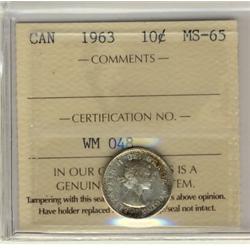 CAN 1963 10¢ MS-65
— COMMENTS —
— CERTIFICATION NO. —
WM 048
IN OUR IS A
GENUIN TEM.
Tampering with this sea s above opinion.
Have holder replaced seal not intact.